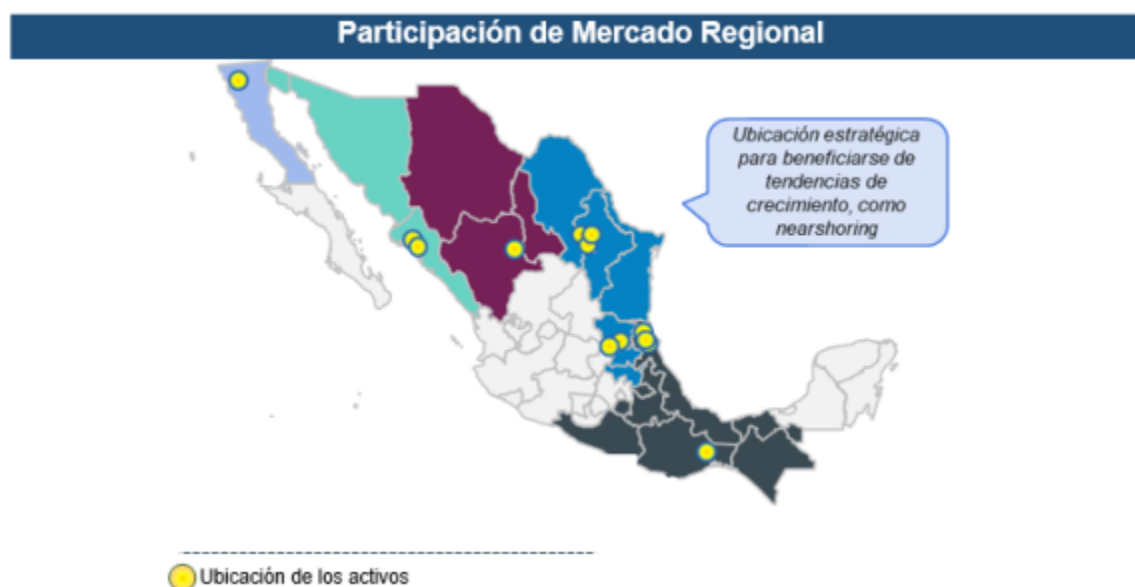 Participación de Mercado Regional
Ubicación estratégica
para beneficiarse de
tendencias de
crecimiento, como
nearshoring
Ubicación de los activos